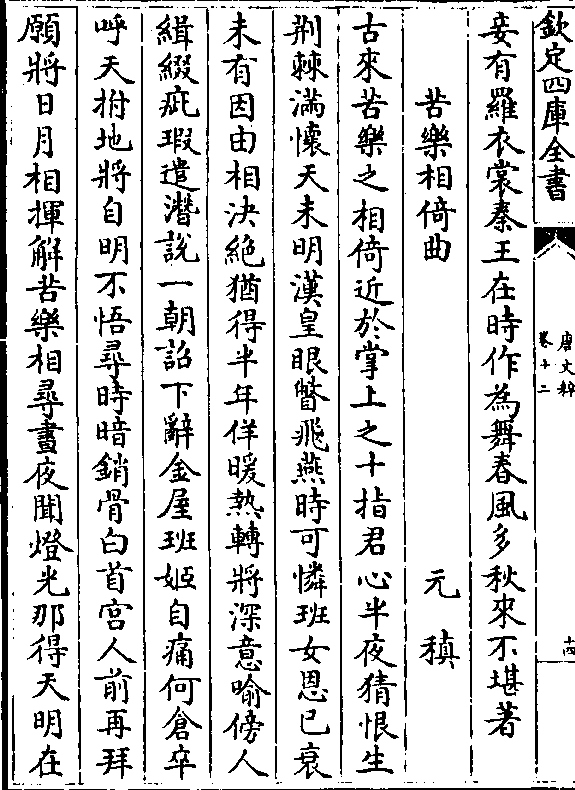 欽定四庫全書
唐文粹
卷十二
十四
妾有羅衣裳秦王在時作為舞春風多秋來不堪著
苦樂相倚曲 元稹
古來苦樂之相倚近於掌上之十指君心半夜猜恨生
荆棘滿懷天未明漢皇眼瞥飛燕時可憐班女恩已衰
未有因由相決絶猶得半年佯暖熱轉將深意喻傍人
緝綴疵瑕遣潛說一朝詔下辭金屋班姬自痛何倉卒
呼天拊地將自明不悟尋時暗銷骨白首宫人前再拜
願將日月相揮解苦樂相尋晝夜聞燈光那得天明在